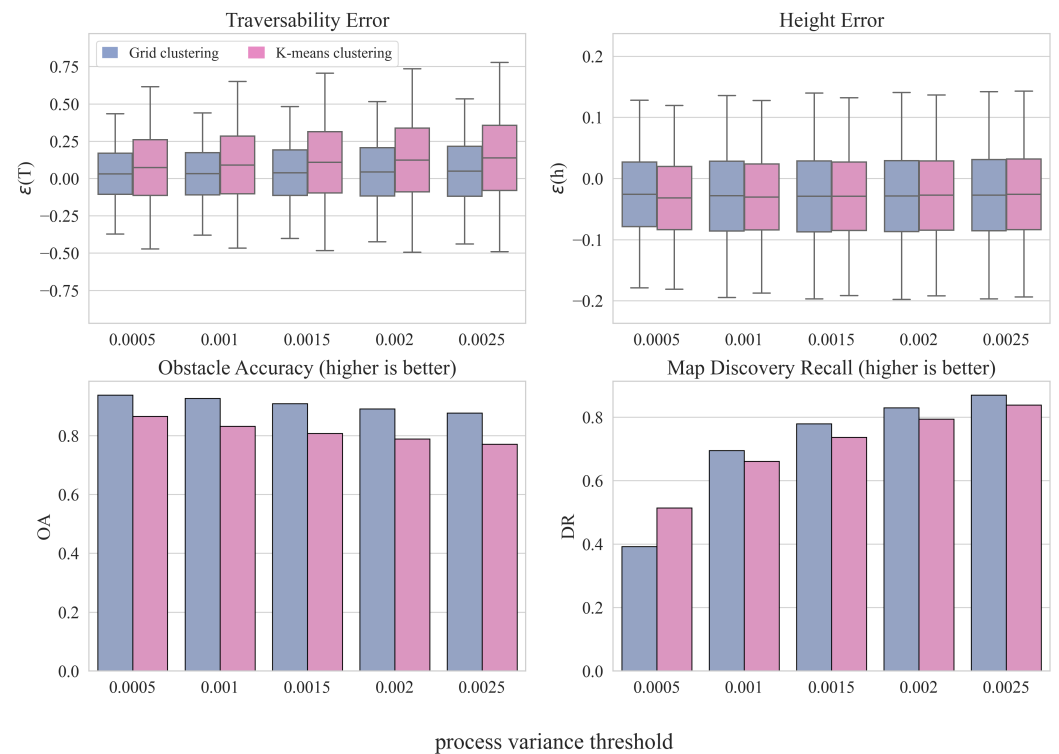 Traversability Error
Grid clustering
K-means clustering
ε(T)
0.75
0.50
0.25
0.00
−0.25
−0.50
−0.75
0.0005 0.001 0.0015 0.002 0.0025
Height Error
ε(h)
0.2
0.1
0.0
−0.1
−0.2
0.0005 0.001 0.0015 0.002 0.0025
Obstacle Accuracy (higher is better)
OA
0.8
0.6
0.4
0.2
0.0
0.0005 0.001 0.0015 0.002 0.0025
Map Discovery Recall (higher is better)
DR
0.8
0.6
0.4
0.2
0.0
0.0005 0.001 0.0015 0.002 0.0025
process variance threshold